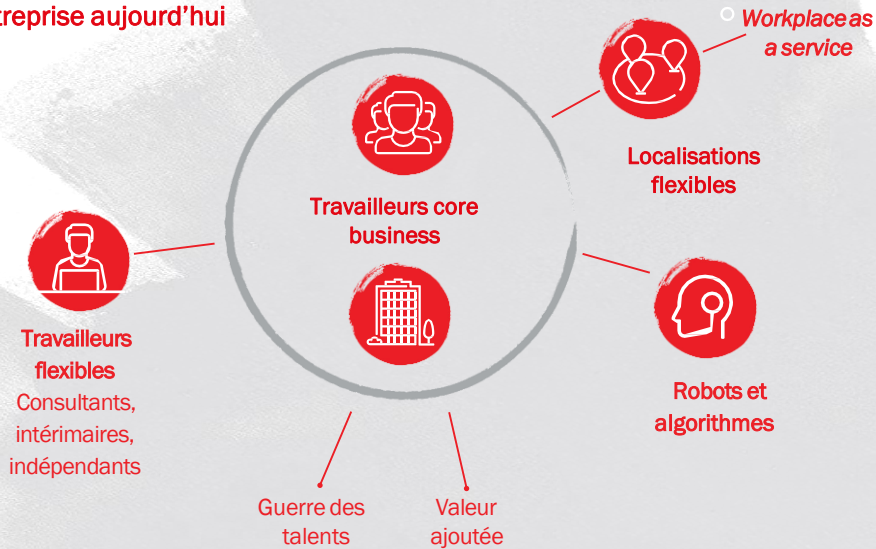 treprise aujourd'hui
Workplace as
a service
Localisations
flexibles
Travailleurs core
business
Travailleurs
flexibles
Consultants,
intérimaires,
indépendants
Robots et
algorithmes
Guerre des
talents
Valeur
ajoutée